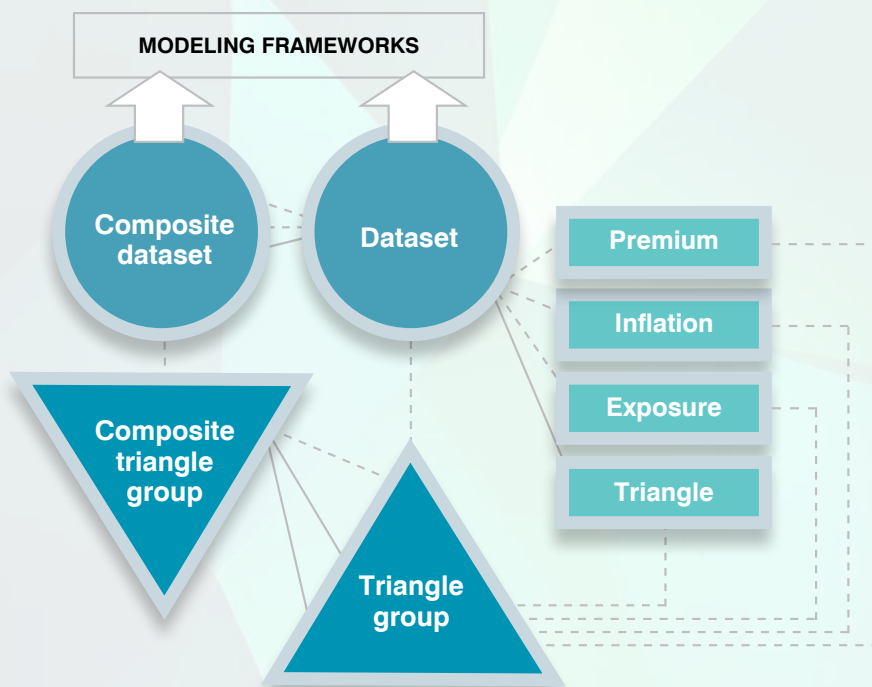 MODELING FRAMEWORKS
Composite
dataset
Dataset
Premium
Inflation
Exposure
Triangle
Composite
triangle
group
Triangle
group